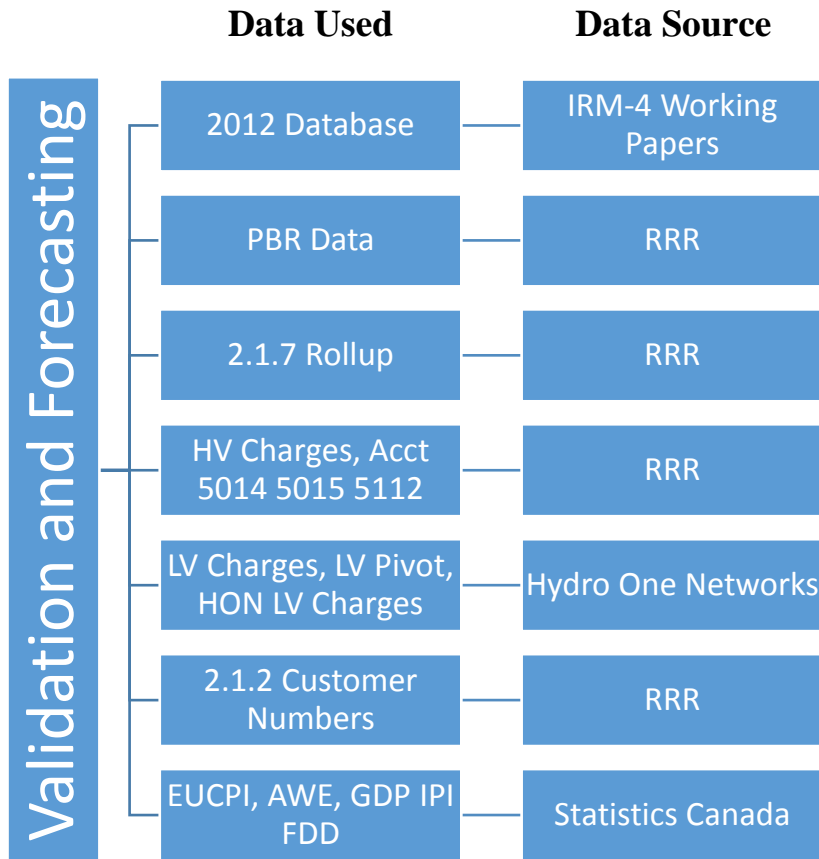 Data Used Data Source
Validation and Forecasting
2012 Database
IRM-4 Working
Papers
PBR Data
RRR
2.1.7 Rollup
RRR
HV Charges, Acct
5014 5015 5112
RRR
LV Charges, LV Pivot,
HON LV Charges
Hydro One Networks
2.1.2 Customer
Numbers
RRR
EUCPI, AWE, GDP IPI
FDD
Statistics Canada